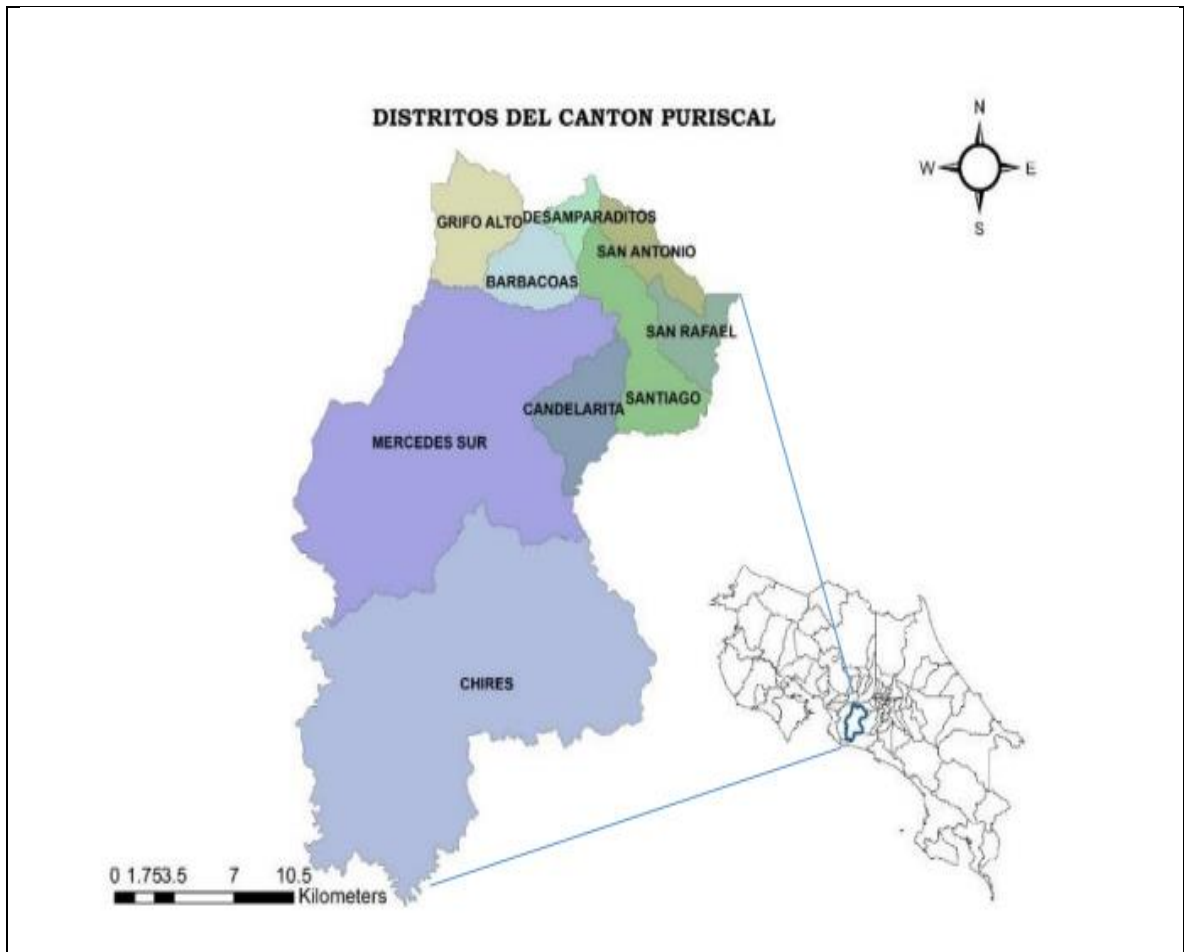 DISTRITOS DEL CANTON PURISCAL
N
W E
S
GRIFO ALTO
DESAMPARADITOS
SAN ANTONIO
BARBACOAS
SAN RAFAEL
SANTIAGO
CANDELARITA
MERCEDES SUR
CHIRES
0 1.753.5 7 10.5
Kilometers